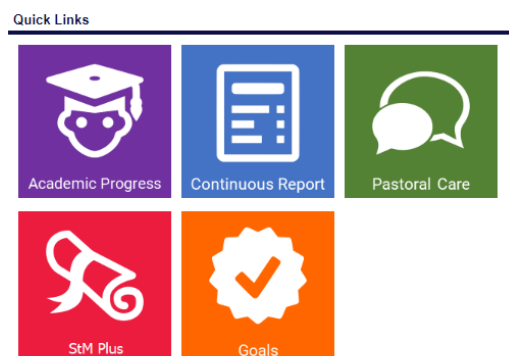 Quick Links
Academic Progress
Continuous Report
Pastoral Care
StM Plus
Goals